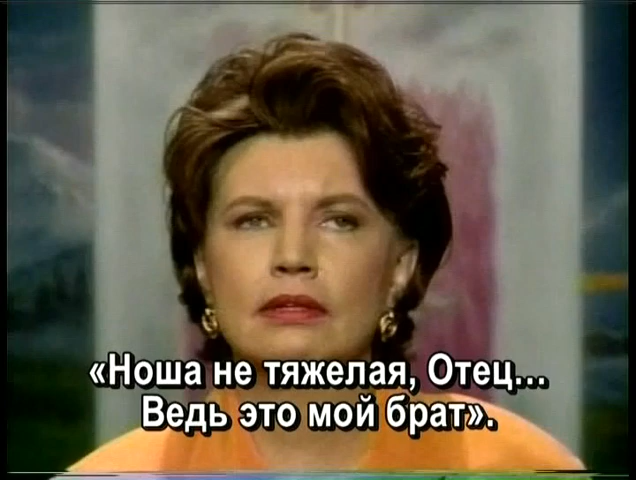 «Ноша не тяжелая, Отец...
Ведь это мой брат».